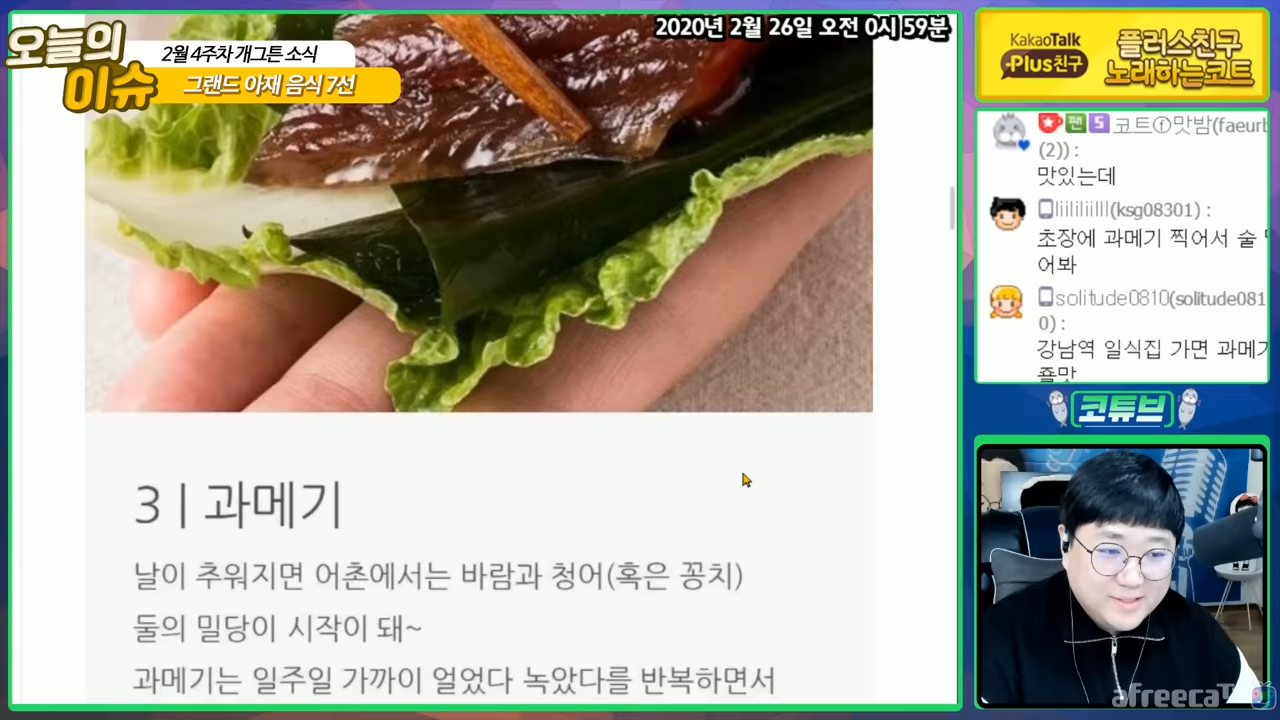 오늘의
이슈
2월 4주차 개그튼 소식
그랜드 아재 음식 7선
2020년 2월 26일 오전 0시 59분
3 | 과메기
날이 추워지면 어촌에서는 바람과 청어(혹은 꽁치)
둘의 밀당이 시작이 돼~
과메기는 일주일 가까이 얼었다 녹았다를 반복하면서
KakaoTalk
Plus친구
플러스친구
노래하는코트
팬 5 코트ⓕ맛밤(faeurb
(2)) :
맛있는데
liiliiliilll(ksg08301) :
초장에 과메기 찍어서 술
어봐
solitude0810(solitude081
0) :
강남역 일식집 가면 과메기
죤맛
코튜브
afreecaT